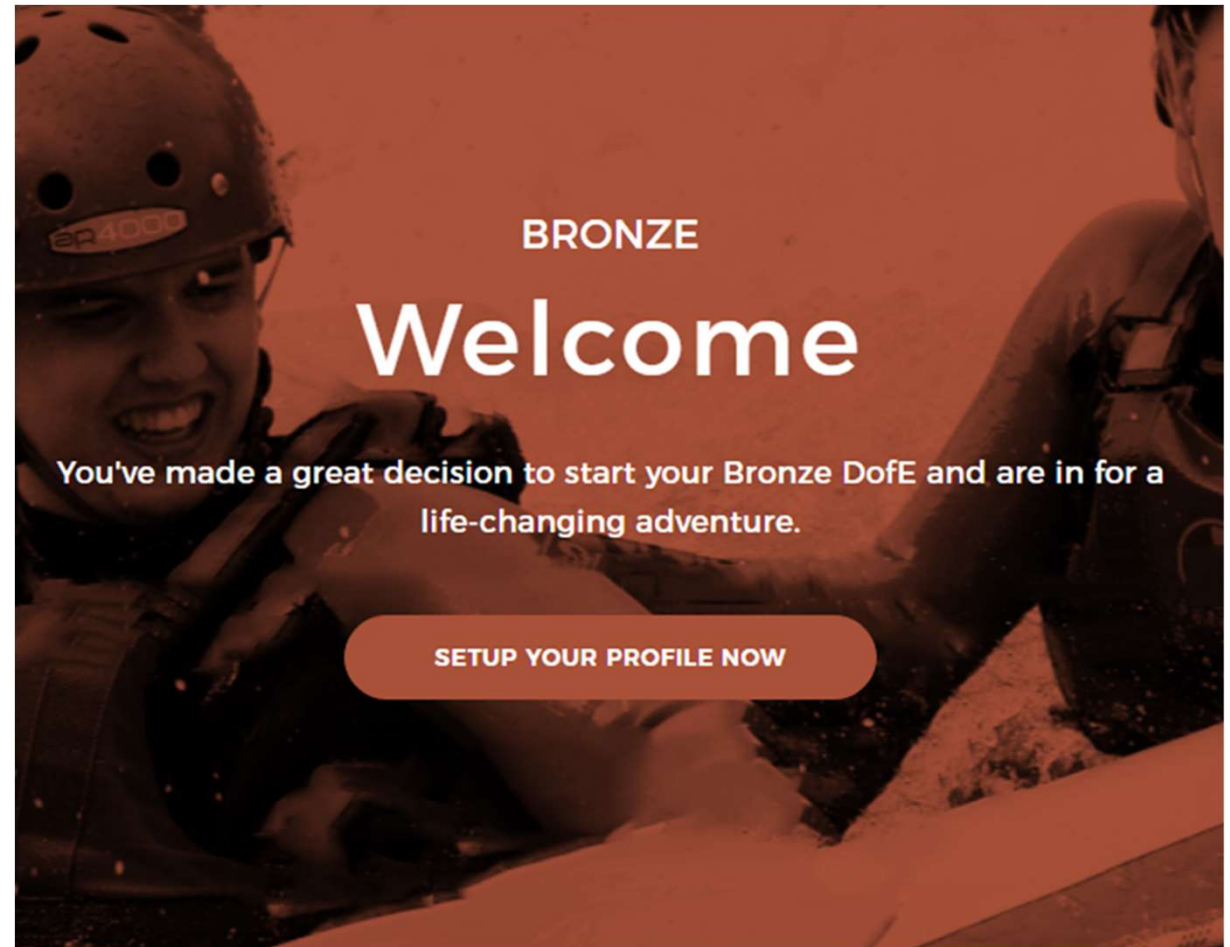 ar4000
BRONZE
Welcome
You've made a great decision to start your Bronze DofE and are in for a
life-changing adventure.
SETUP YOUR PROFILE NOW